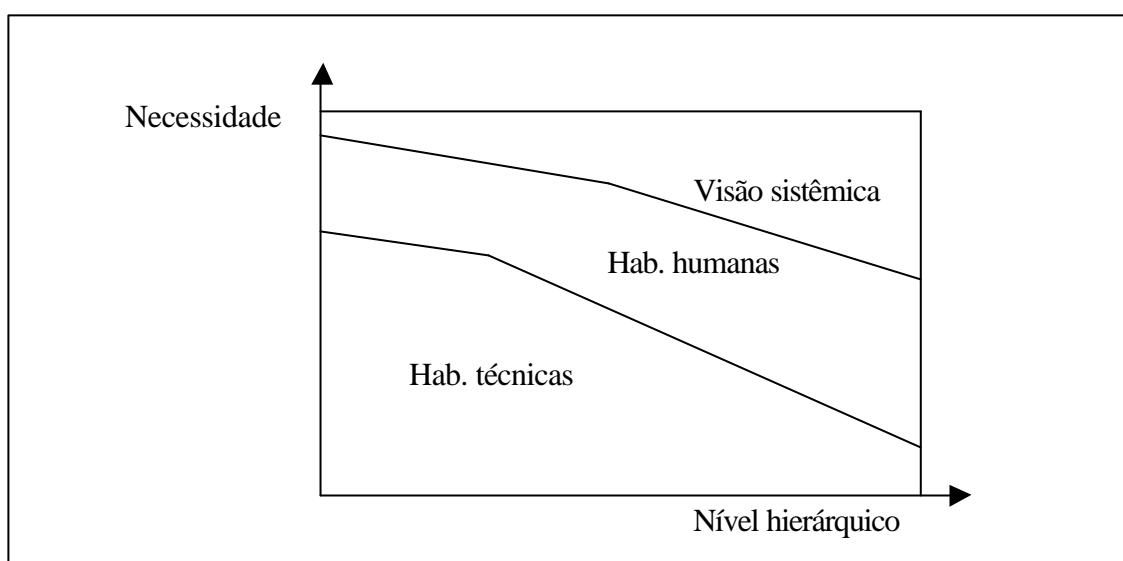 Necessidade
Visão sistêmica
Hab. humanas
Hab. técnicas
Nível hierárquico